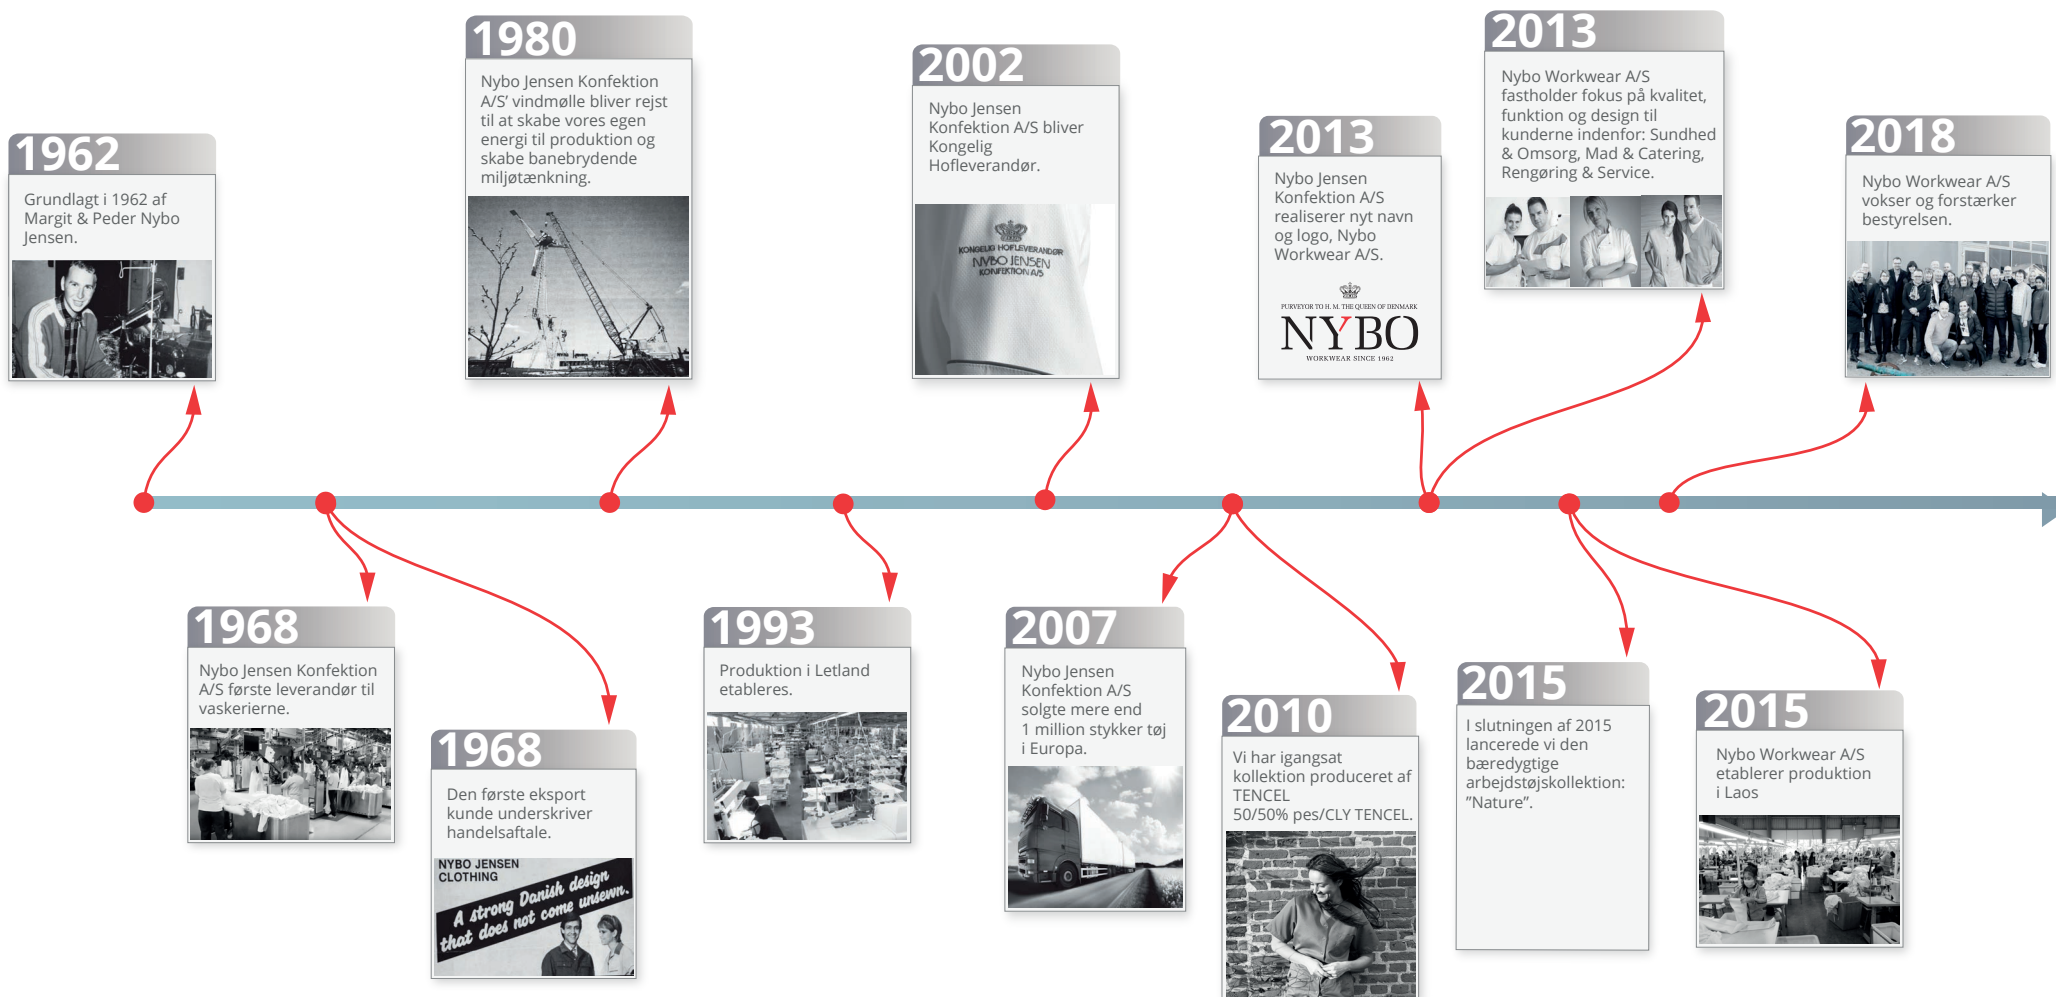 1962
Grundlagt i 1962 af
Margit & Peder Nybo
Jensen.
1968
Nybo Jensen Konfektion
A/S første leverandør til
vaskerierne.
1968
Den første eksport
kunde underskriver
handelsaftale.
NYBO JENSEN
CLOTHING
A strong Danish design
that does not come unsewn.
1980
Nybo Jensen Konfektion
A/S’ vindmølle bliver rejst
til at skabe vores egen
energi til produktion og
skabe banebrydende
miljøtænkning.
1993
Produktion i Letland
etableres.
2002
Nybo Jensen
Konfektion A/S bliver
Kongelig
Hofleverandør.
KONGELIG HOFLEVERANDØR
NYBO JENSEN
KONFEKTION A/S
2007
Nybo Jensen
Konfektion A/S
solgte mere end
1 million stykker tøj
i Europa.
2010
Vi har igangsat
kollektion produceret af
TENCEL
50/50% pes/CLY TENCEL.
2013
Nybo Jensen
Konfektion A/S
realiserer nyt navn
og logo, Nybo
Workwear A/S.
PURVEYOR TO H. M. THE QUEEN OF DENMARK
NYBO
WORKWEAR SINCE 1962
2013
Nybo Workwear A/S
fastholder fokus på kvalitet,
funktion og design til
kunderne indenfor: Sundhed
& Omsorg, Mad & Catering,
Rengøring & Service.
2015
I slutningen af 2015
lancerede vi den
bæredygtige
arbejdstøjskollektion:
”Nature”.
2015
Nybo Workwear A/S
etablerer produktion
i Laos
2018
Nybo Workwear A/S
vokser og forstærker
bestyrelsen.